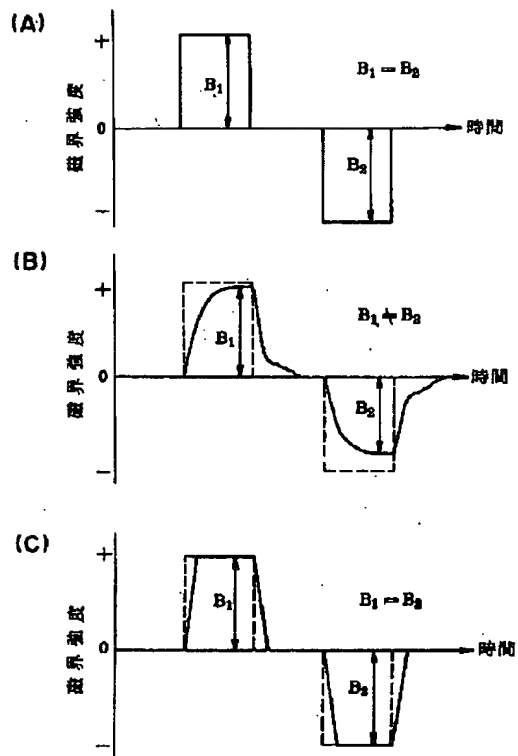 (A)
+
B₁
B₁ = B₂
磁界強度
0
時間
B₂
−
(B)
+
B₁
B₁ ≠ B₂
磁界強度
0
時間
B₂
−
(C)
+
B₁
B₁ = B₂
磁界強度
0
時間
B₂
−